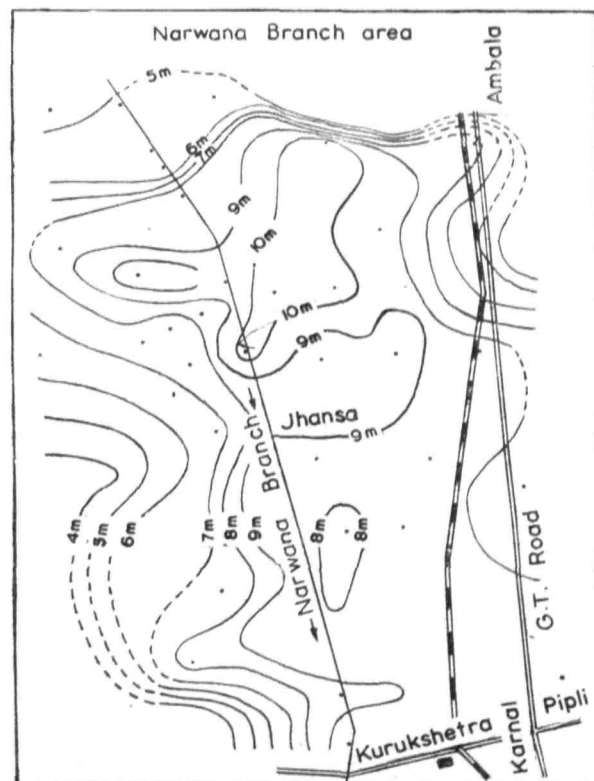 Narwana Branch area
5m
Ambala
6m
7m
9m
10m
10m
9m
Jhansa
9m
Narwana Branch
4m
5m
6m
7m
8m
9m
8m
8m
G.T. Road
Kurukshetra
Karnal
Pipli